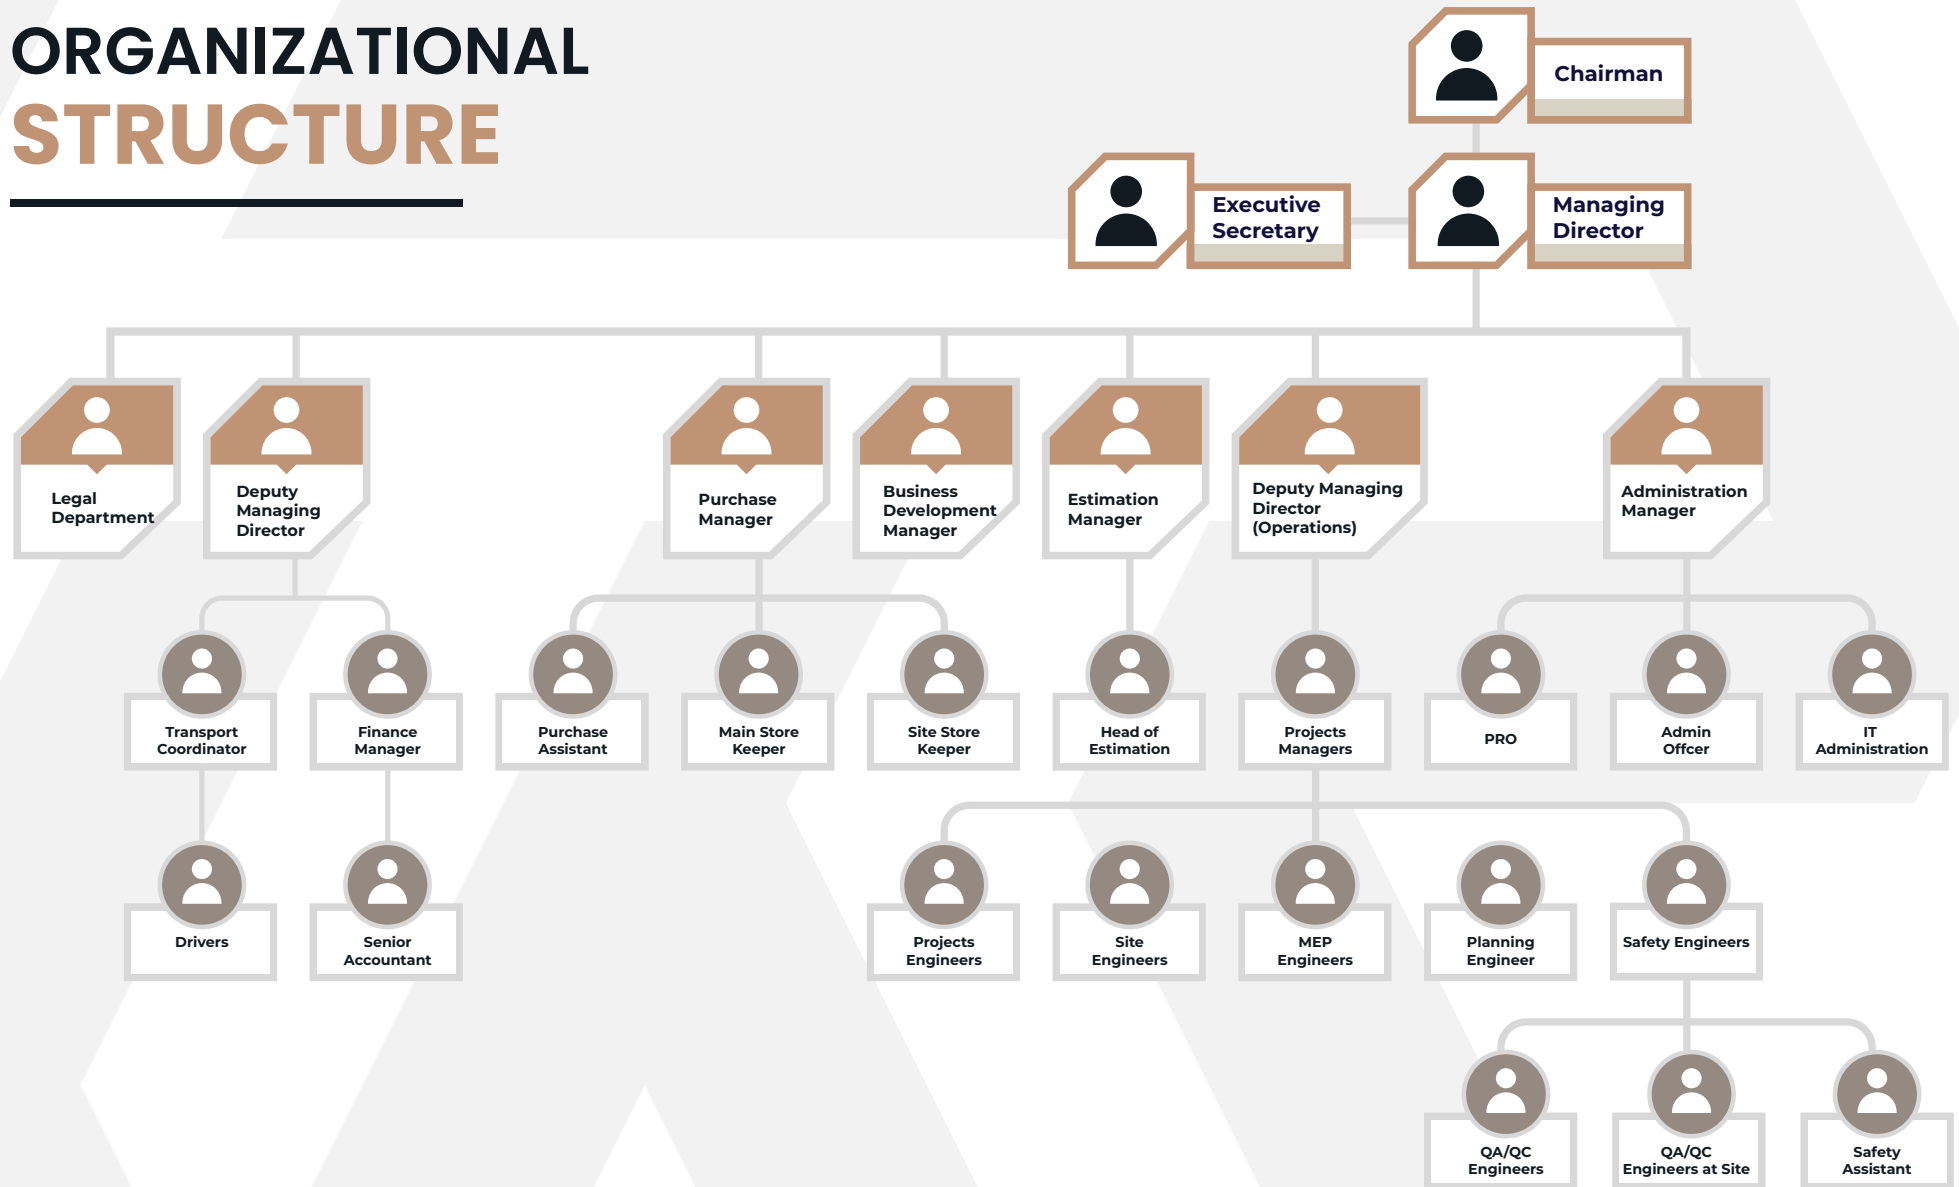 ORGANIZATIONAL
STRUCTURE
Chairman
Executive
Secretary
Managing
Director
Legal
Department
Deputy
Managing
Director
Purchase
Manager
Business
Development
Manager
Estimation
Manager
Deputy Managing
Director
(Operations)
Administration
Manager
Transport
Coordinator
Finance
Manager
Purchase
Assistant
Main Store
Keeper
Site Store
Keeper
Head of
Estimation
Projects
Managers
PRO
Admin
Offcer
IT
Administration
Drivers
Senior
Accountant
Projects
Engineers
Site
Engineers
MEP
Engineers
Planning
Engineer
Safety Engineers
QA/QC
Engineers
QA/QC
Engineers at Site
Safety
Assistant